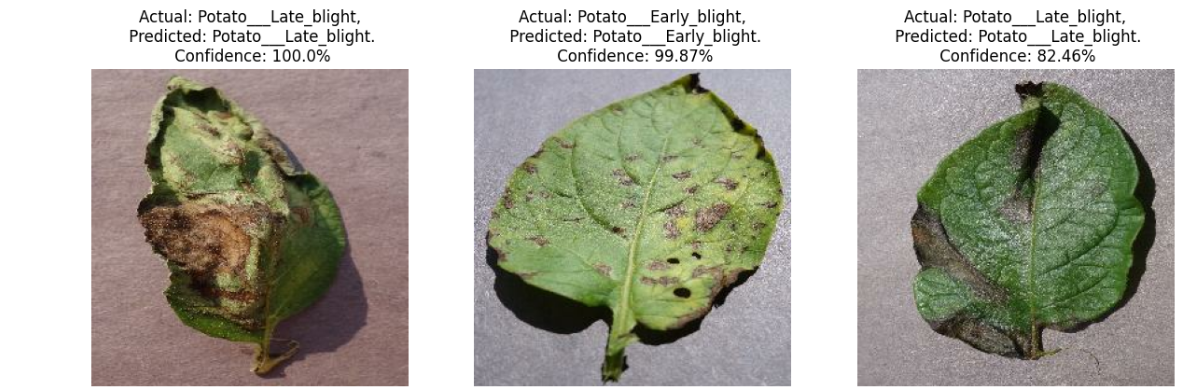 Actual: Potato___Late_blight,
Predicted: Potato___Late_blight.
Confidence: 100.0%
Actual: Potato___Early_blight,
Predicted: Potato___Early_blight.
Confidence: 99.87%
Actual: Potato___Late_blight,
Predicted: Potato___Late_blight.
Confidence: 82.46%